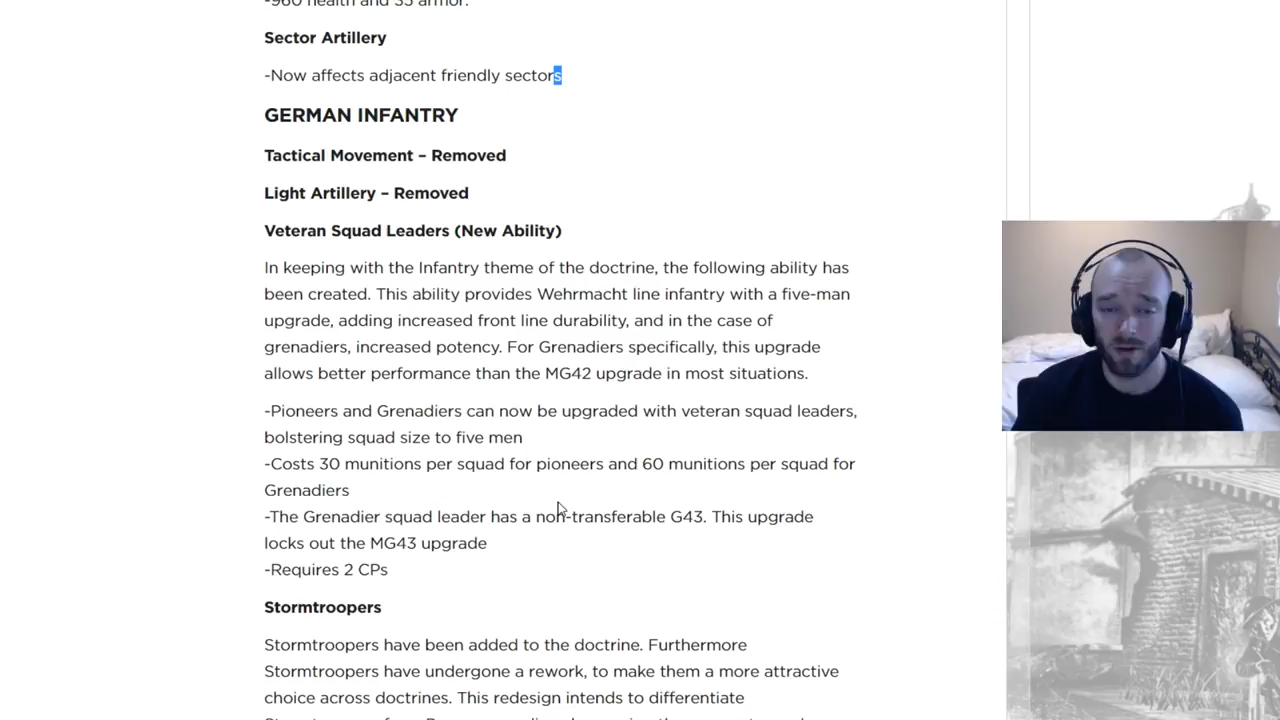 -960 health and 35 armor.
Sector Artillery
-Now affects adjacent friendly sectors
GERMAN INFANTRY
Tactical Movement – Removed
Light Artillery – Removed
Veteran Squad Leaders (New Ability)
In keeping with the Infantry theme of the doctrine, the following ability has
been created. This ability provides Wehrmacht line infantry with a five-man
upgrade, adding increased front line durability, and in the case of
grenadiers, increased potency. For Grenadiers specifically, this upgrade
allows better performance than the MG42 upgrade in most situations.
-Pioneers and Grenadiers can now be upgraded with veteran squad leaders,
bolstering squad size to five men
-Costs 30 munitions per squad for pioneers and 60 munitions per squad for
Grenadiers
-The Grenadier squad leader has a non-transferable G43. This upgrade
locks out the MG43 upgrade
-Requires 2 CPs
Stormtroopers
Stormtroopers have been added to the doctrine. Furthermore
Stormtroopers have undergone a rework, to make them a more attractive
choice across doctrines. This redesign intends to differentiate